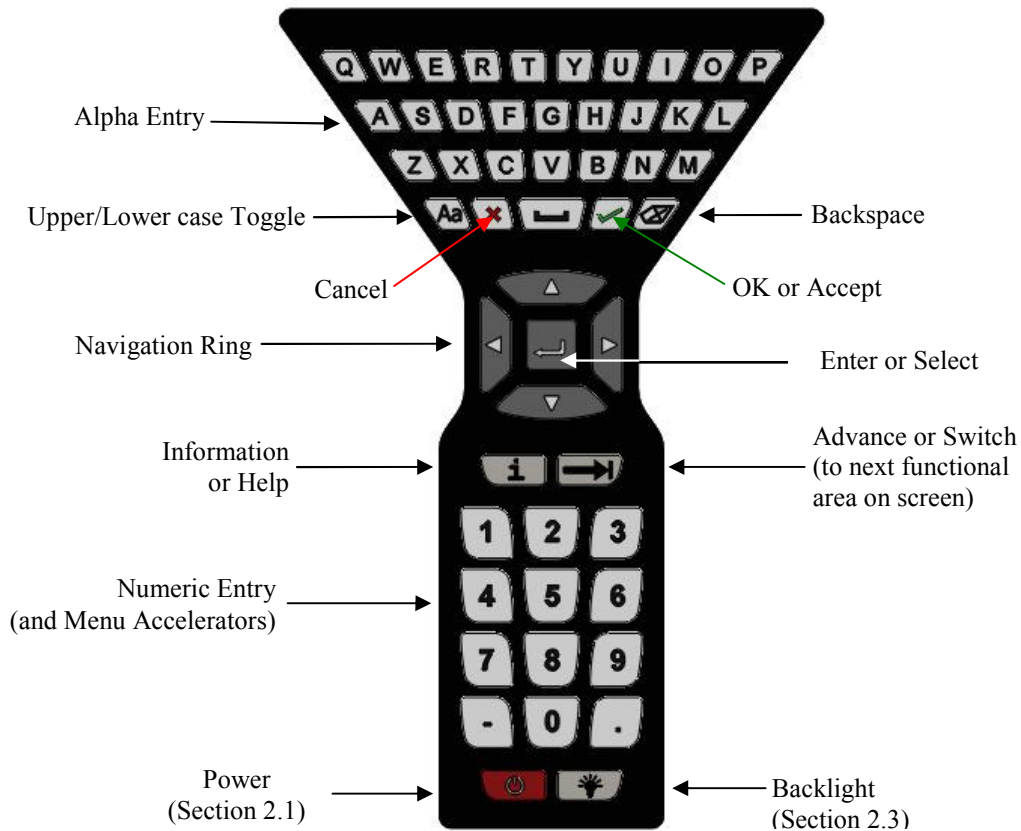 Q W E R T Y U I O P
Alpha Entry
A S D F G H J K L
Z X C V B N M
Upper/Lower case Toggle
Aa
Backspace
Cancel
OK or Accept
Navigation Ring
Enter or Select
Information
or Help
i
Advance or Switch
(to next functional
area on screen)
1 2 3
Numeric Entry
(and Menu Accelerators)
4 5 6
7 8 9
- 0 .
Power
(Section 2.1)
Backlight
(Section 2.3)